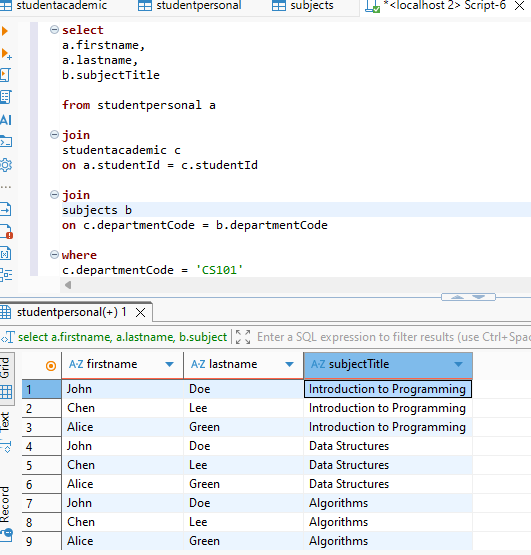 studentacademic studentpersonal subjects *<localhost 2> Script-6
select
a.firstname,
a.lastname,
b.subjectTitle
from studentpersonal a
join
studentacademic c
on a.studentId = c.studentId
join
subjects b
on c.departmentCode = b.departmentCode
where
c.departmentCode = 'CS101'
AI
studentpersonal(+) 1
select a.firstname, a.lastname, b.subject Enter a SQL expression to filter results (use Ctrl+Spac
Grid
Text
Record
A-Z firstname A-Z lastname A-Z subjectTitle
1 John Doe Introduction to Programming
2 Chen Lee Introduction to Programming
3 Alice Green Introduction to Programming
4 John Doe Data Structures
5 Chen Lee Data Structures
6 Alice Green Data Structures
7 John Doe Algorithms
8 Chen Lee Algorithms
9 Alice Green Algorithms